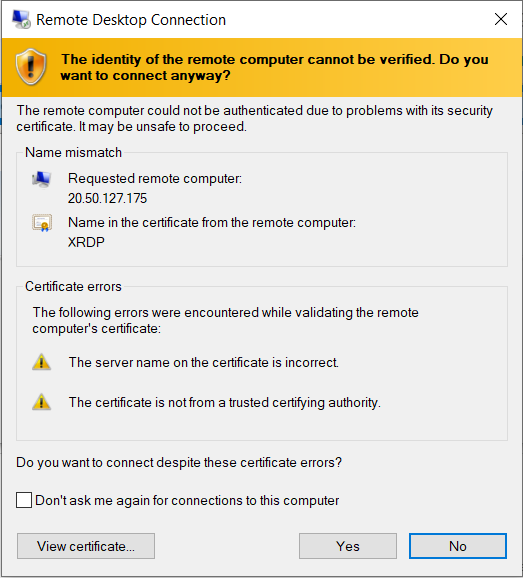 Remote Desktop Connection
The identity of the remote computer cannot be verified. Do you
want to connect anyway?
The remote computer could not be authenticated due to problems with its security
certificate. It may be unsafe to proceed.
Name mismatch
Requested remote computer:
20.50.127.175
Name in the certificate from the remote computer:
XRDP
Certificate errors
The following errors were encountered while validating the remote
computer's certificate:
The server name on the certificate is incorrect.
The certificate is not from a trusted certifying authority.
Do you want to connect despite these certificate errors?
Don't ask me again for connections to this computer
View certificate... Yes No